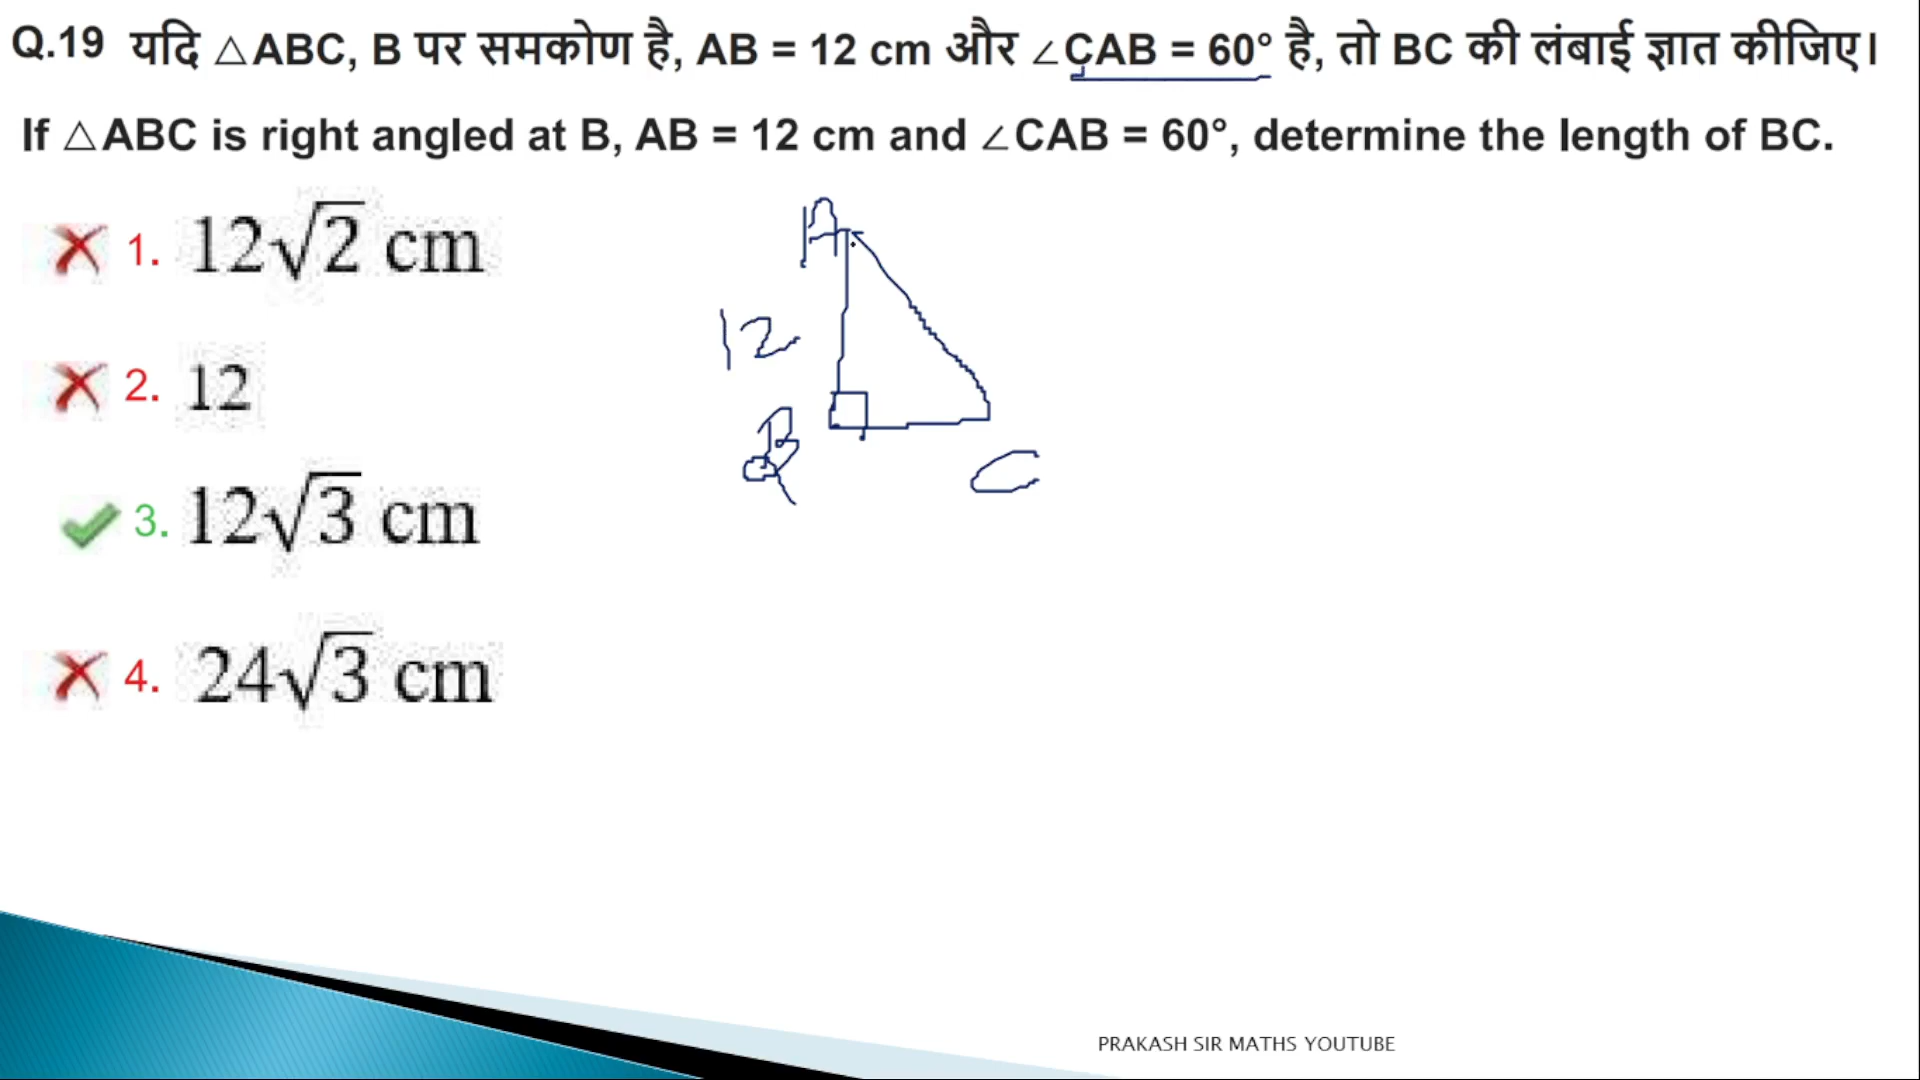 Q.19 यदि △ABC, B पर समकोण है, AB = 12 cm और ∠CAB = 60° है, तो BC की लंबाई ज्ञात कीजिए।
If △ABC is right angled at B, AB = 12 cm and ∠CAB = 60°, determine the length of BC.
1. 12√2 cm
2. 12
3. 12√3 cm
4. 24√3 cm
A
12
B
C
PRAKASH SIR MATHS YOUTUBE